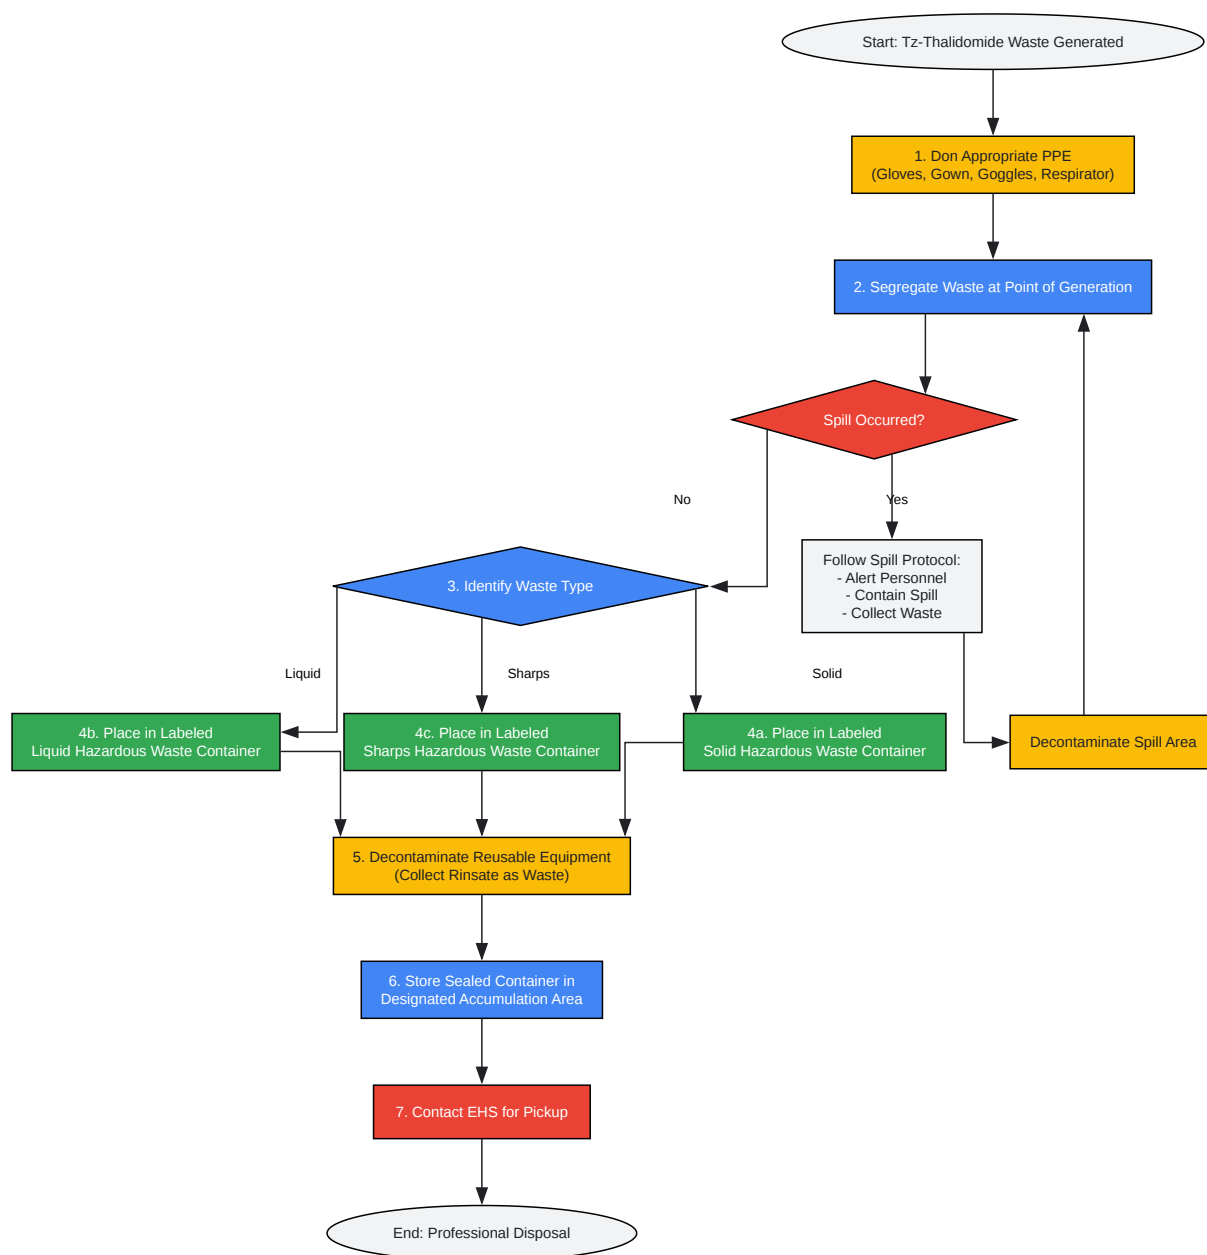 Start: Tz-Thalidomide Waste Generated
1. Don Appropriate PPE
(Gloves, Gown, Goggles, Respirator)
2. Segregate Waste at Point of Generation
Spill Occurred?
No
Yes
Follow Spill Protocol:
- Alert Personnel
- Contain Spill
- Collect Waste
3. Identify Waste Type
Liquid
Sharps
Solid
4b. Place in Labeled
Liquid Hazardous Waste Container
4c. Place in Labeled
Sharps Hazardous Waste Container
4a. Place in Labeled
Solid Hazardous Waste Container
Decontaminate Spill Area
5. Decontaminate Reusable Equipment
(Collect Rinsate as Waste)
6. Store Sealed Container in
Designated Accumulation Area
7. Contact EHS for Pickup
End: Professional Disposal